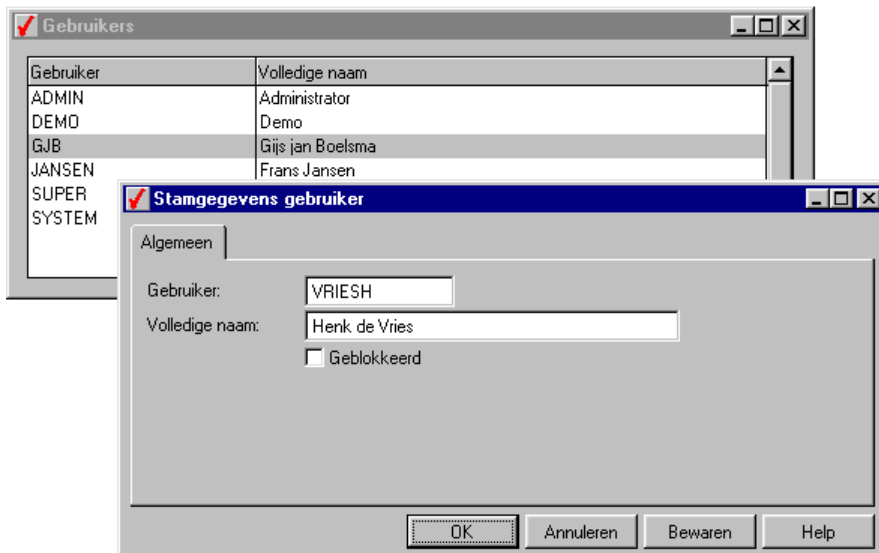 Gebruikers
Gebruiker Volledige naam
ADMIN Administrator
DEMO Demo
GJB Gijs jan Boelsma
JANSEN Frans Jansen
SUPER
SYSTEM
Stamgegevens gebruiker
Algemeen
Gebruiker: VRIESH
Volledige naam: Henk de Vries
Geblokkeerd
OK Annuleren Bewaren Help